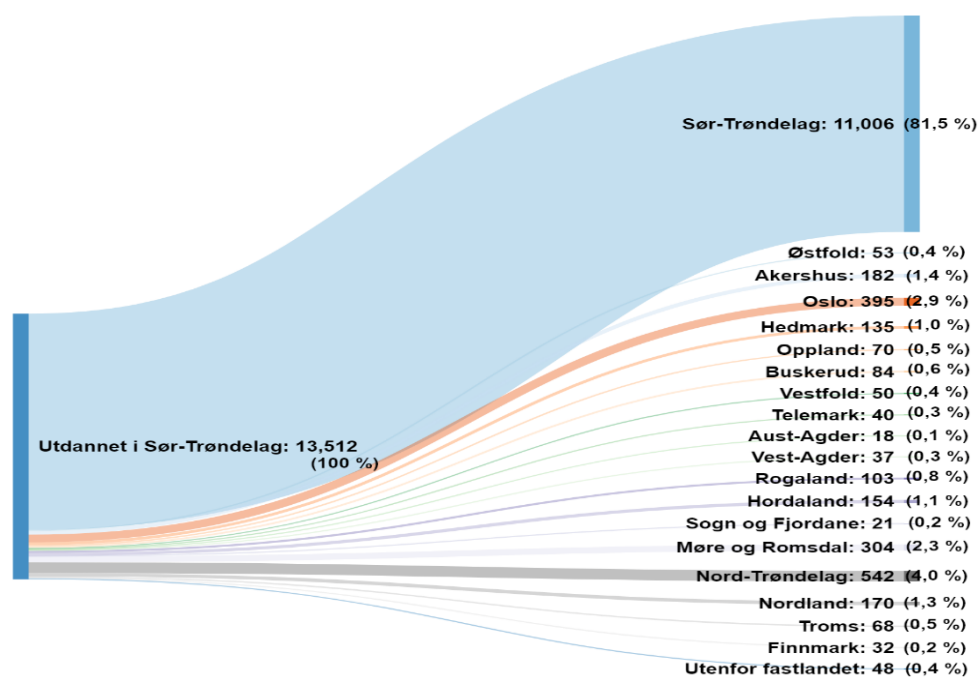 Sør-Trøndelag: 11,006 (81,5 %)
Østfold: 53 (0,4 %)
Akershus: 182 (1,4 %)
Oslo: 395 (2,9 %)
Hedmark: 135 (1,0 %)
Oppland: 70 (0,5 %)
Buskerud: 84 (0,6 %)
Vestfold: 50 (0,4 %)
Telemark: 40 (0,3 %)
Aust-Agder: 18 (0,1 %)
Utdannet i Sør-Trøndelag: 13,512
(100 %)
Vest-Agder: 37 (0,3 %)
Rogaland: 103 (0,8 %)
Hordaland: 154 (1,1 %)
Sogn og Fjordane: 21 (0,2 %)
Møre og Romsdal: 304 (2,3 %)
Nord-Trøndelag: 542 (4,0 %)
Nordland: 170 (1,3 %)
Troms: 68 (0,5 %)
Finnmark: 32 (0,2 %)
Utenfor fastlandet: 48 (0,4 %)